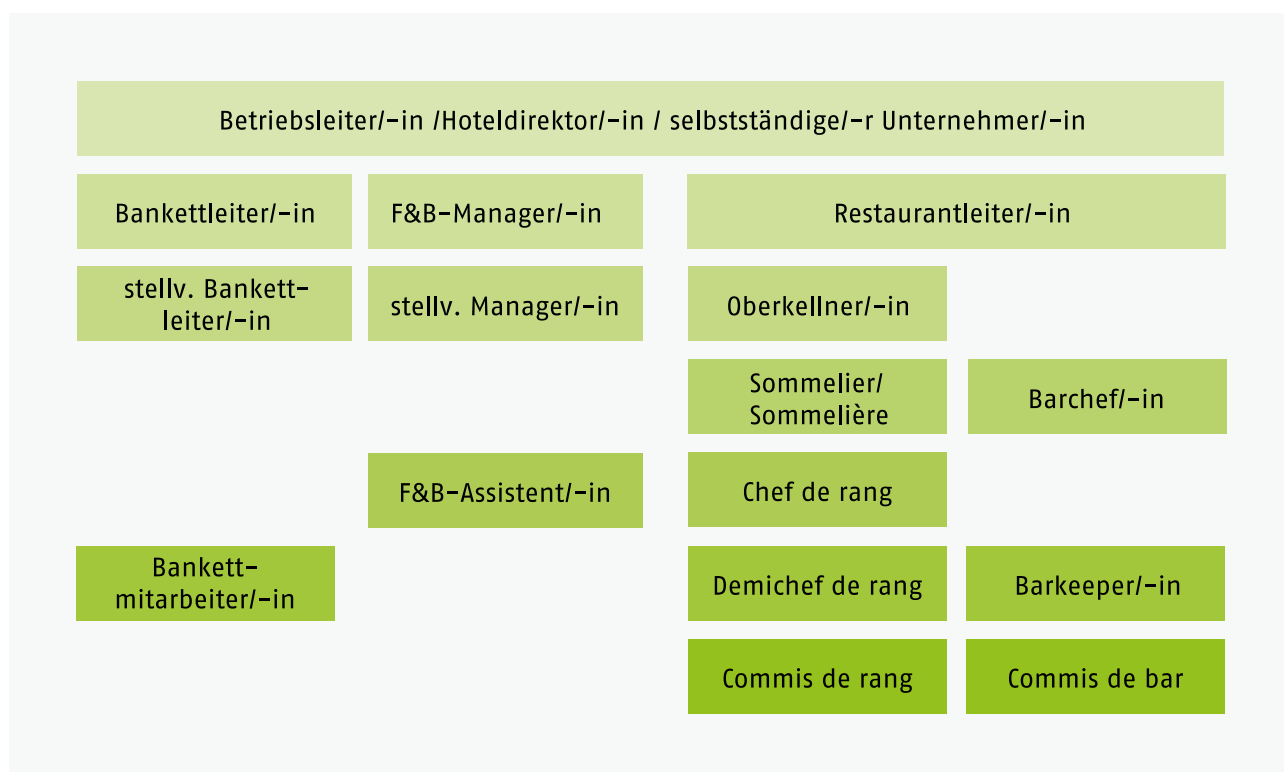 Betriebsleiter/-in /Hoteldirektor/-in / selbstständige/-r Unternehmer/-in
Bankettleiter/-in
F&B-Manager/-in
Restaurantleiter/-in
stellv. Bankett-
leiter/-in
stellv. Manager/-in
Oberkellner/-in
Sommelier/
Sommelière
Barchef/-in
F&B-Assistent/-in
Chef de rang
Bankett-
mitarbeiter/-in
Demichef de rang
Barkeeper/-in
Commis de rang
Commis de bar